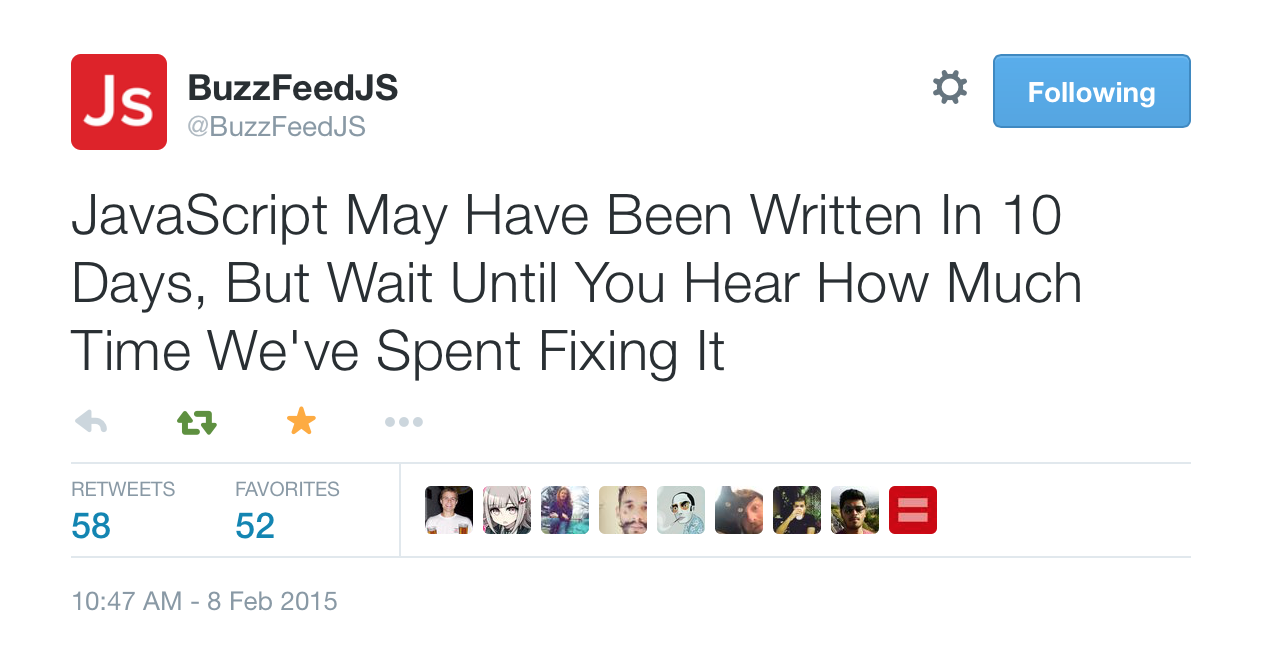 Js
BuzzFeedJS
@BuzzFeedJS
Following
JavaScript May Have Been Written In 10
Days, But Wait Until You Hear How Much
Time We've Spent Fixing It
RETWEETS
FAVORITES
58
52
10:47 AM - 8 Feb 2015